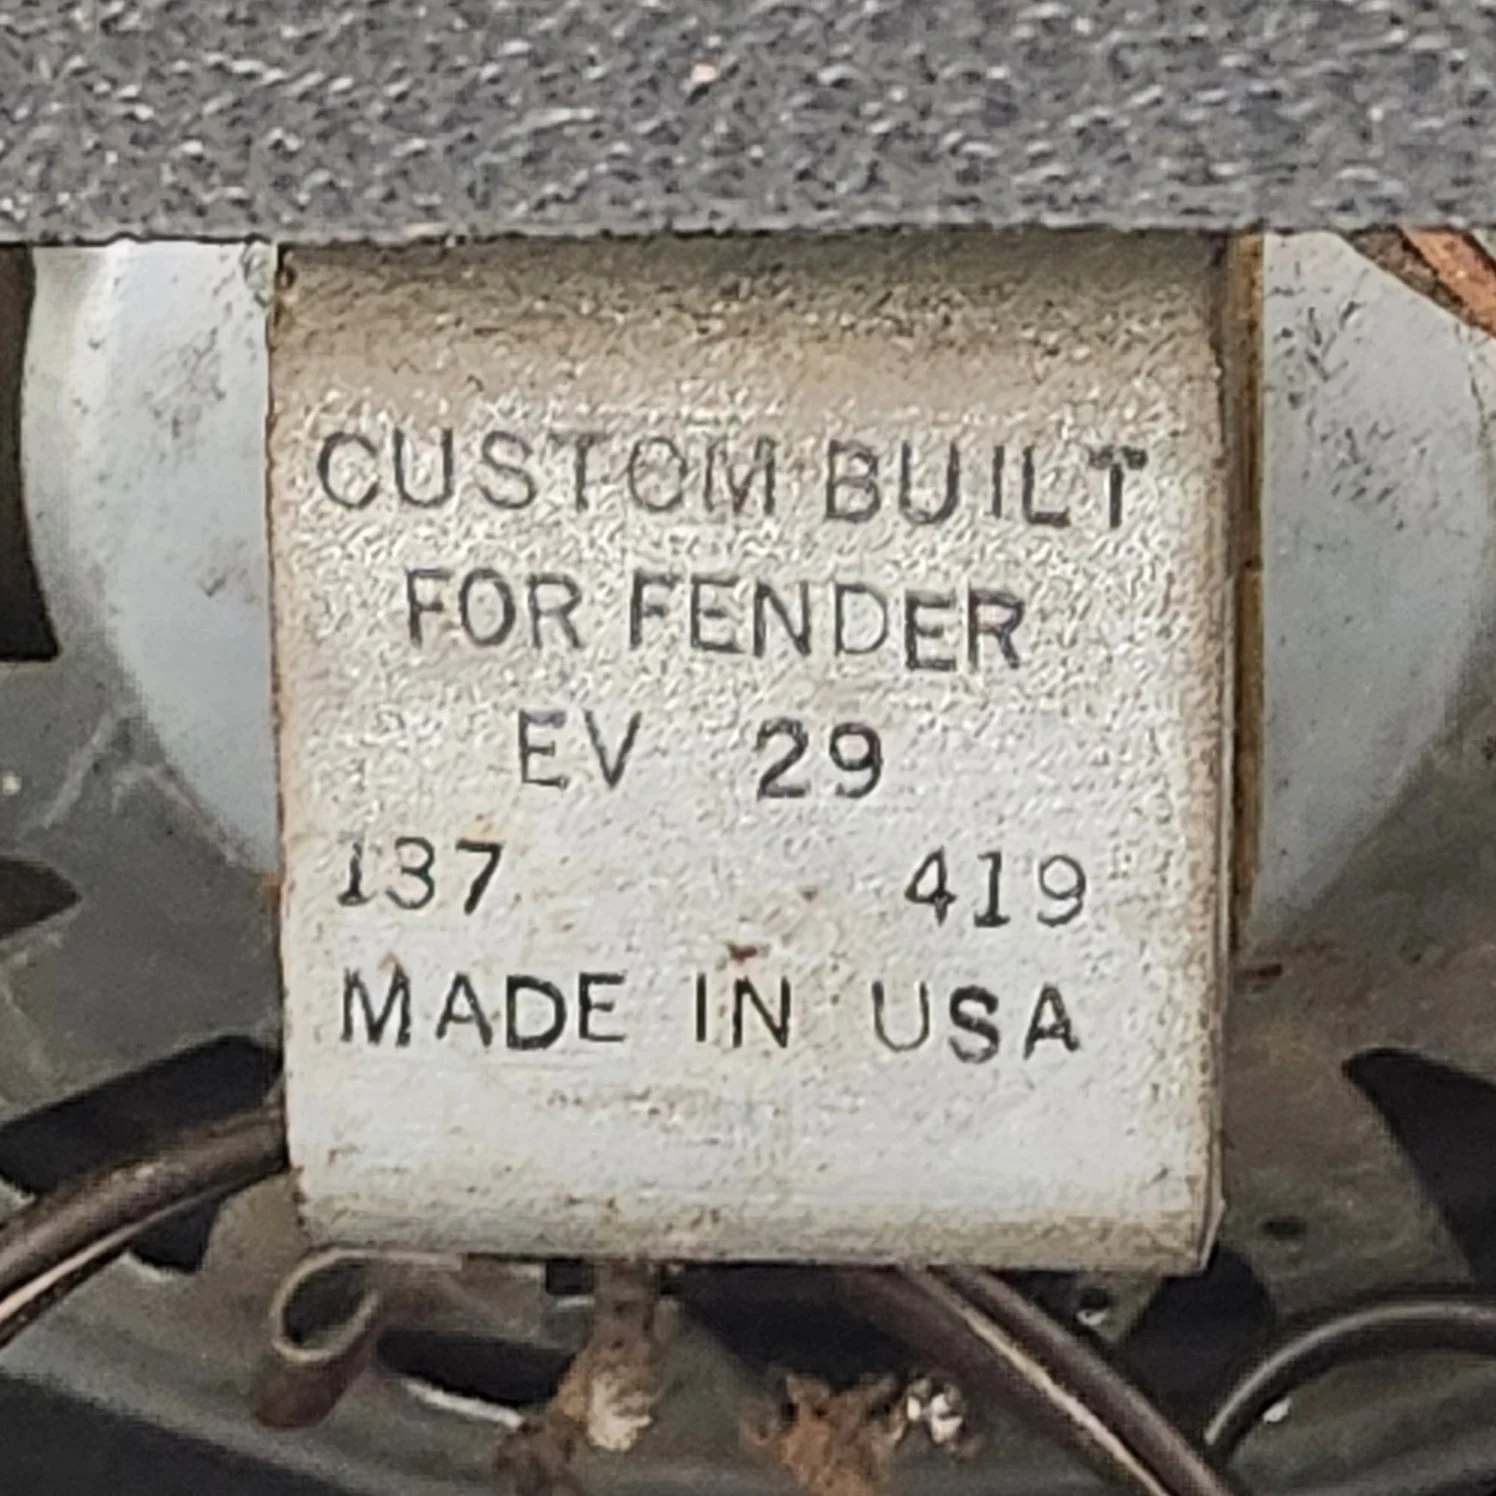 CUSTOM BUILT
FOR FENDER
EV 29
137 419
MADE IN USA